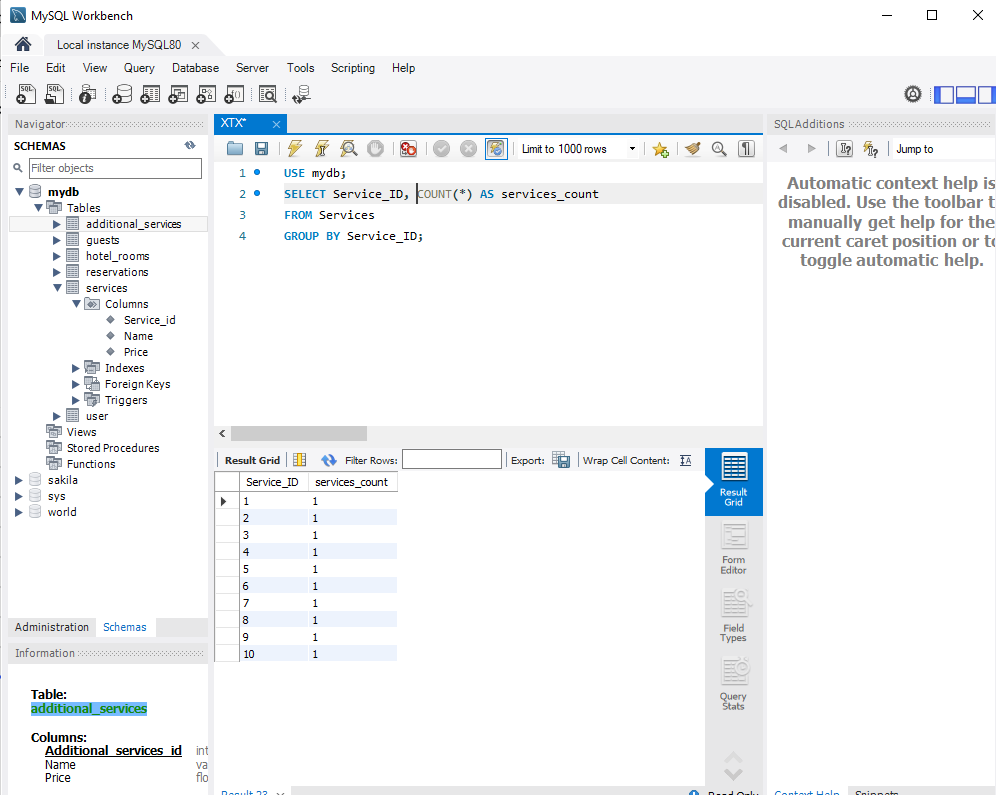 MySQL Workbench
Local instance MySQL80
File Edit View Query Database Server Tools Scripting Help
Navigator
SCHEMAS
Filter objects
mydb
Tables
additional_services
guests
hotel_rooms
reservations
services
Columns
Service_id
Name
Price
Indexes
Foreign Keys
Triggers
user
Views
Stored Procedures
Functions
sakila
sys
world
Administration Schemas
Information
Table:
additional_services
Columns:
Additional_services_id int
Name va
Price flo
XTX*
Limit to 1000 rows
1 USE mydb;
2 SELECT Service_ID, COUNT(*) AS services_count
3 FROM Services
4 GROUP BY Service_ID;
Result Grid Filter Rows: Export: Wrap Cell Content:
Service_ID services_count
1 1
2 1
3 1
4 1
5 1
6 1
7 1
8 1
9 1
10 1
Result Grid
Form Editor
Field Types
Query Stats
Result 23
Read Only
SQLAdditions
Jump to
Automatic context help is
disabled. Use the toolbar t
manually get help for the
current caret position or to
toggle automatic help.
Context Help Snippets